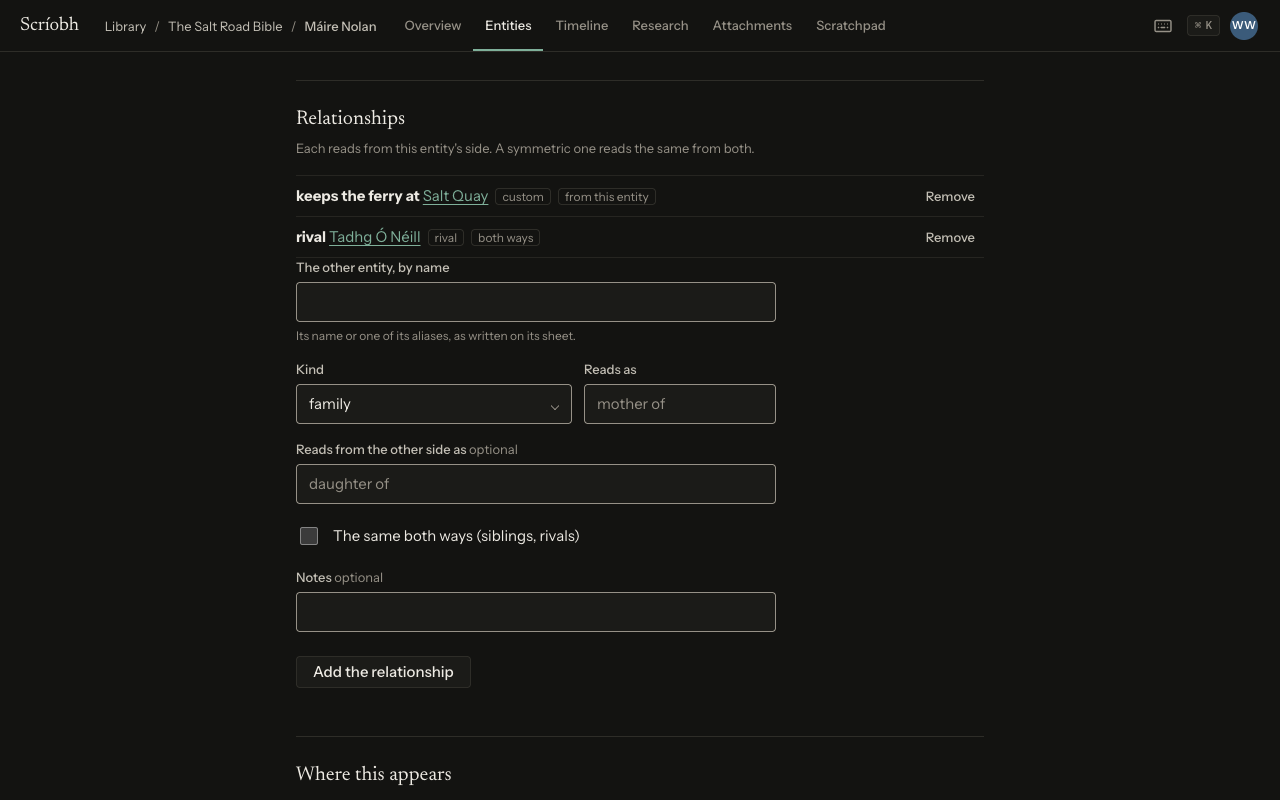 Scríobh Library / The Salt Road Bible / Máire Nolan Overview Entities Timeline Research Attachments Scratchpad ⌘ K WW
Relationships
Each reads from this entity's side. A symmetric one reads the same from both.
keeps the ferry at Salt Quay custom from this entity Remove
rival Tadhg Ó Néill rival both ways Remove
The other entity, by name
Its name or one of its aliases, as written on its sheet.
Kind Reads as
family mother of
Reads from the other side as optional
daughter of
The same both ways (siblings, rivals)
Notes optional
Add the relationship
Where this appears